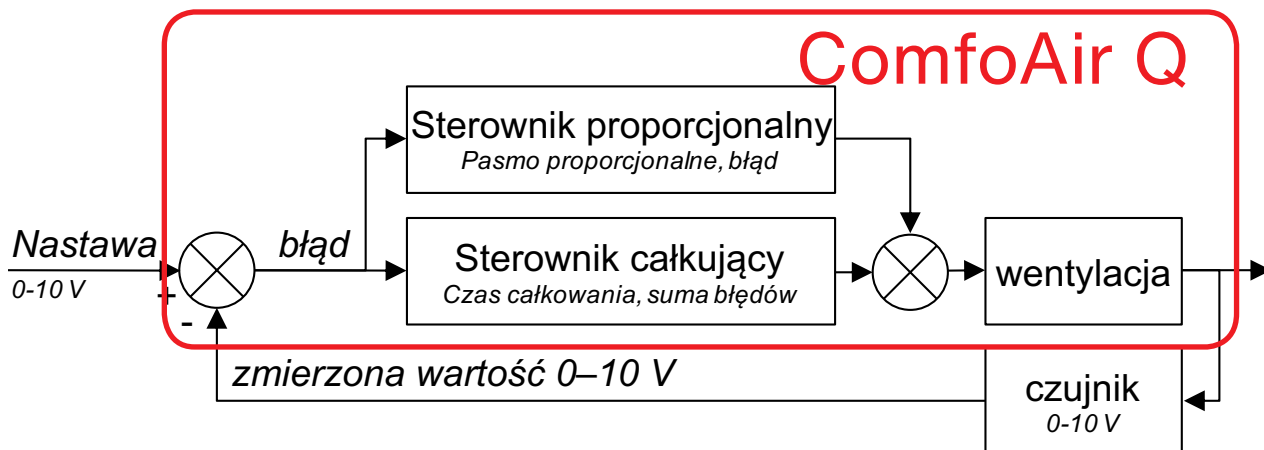 ComfoAir Q
Sterownik proporcjonalny
Pasmo proporcjonalne, błąd
Nastawa
0-10 V
+
-
błąd
Sterownik całkujący
Czas całkowania, suma błędów
wentylacja
zmierzona wartość 0–10 V
czujnik
0-10 V